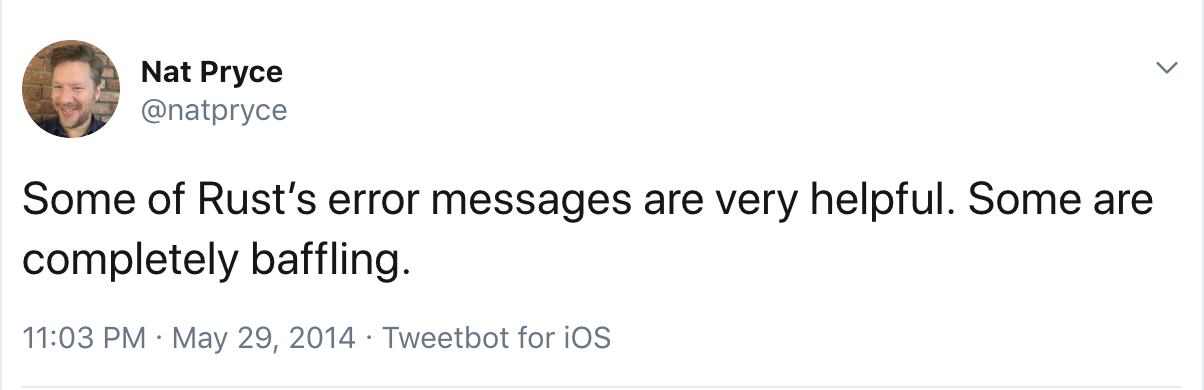 Nat Pryce
@natpryce
Some of Rust’s error messages are very helpful. Some are
completely baffling.
11:03 PM · May 29, 2014 · Tweetbot for iOS